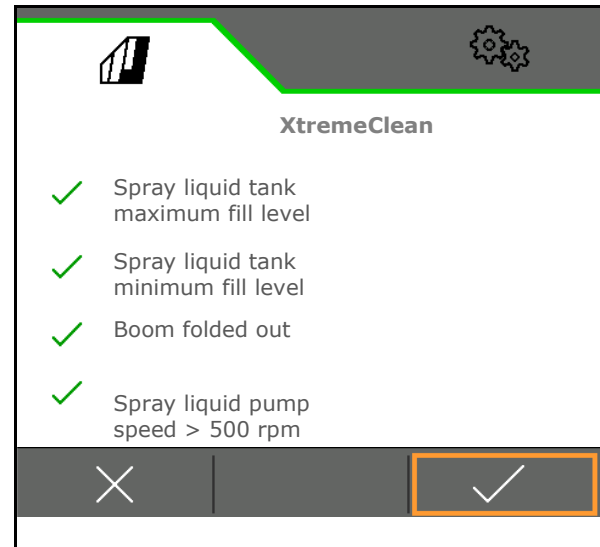 XtremeClean
Spray liquid tank
maximum fill level
Spray liquid tank
minimum fill level
Boom folded out
Spray liquid pump
speed > 500 rpm